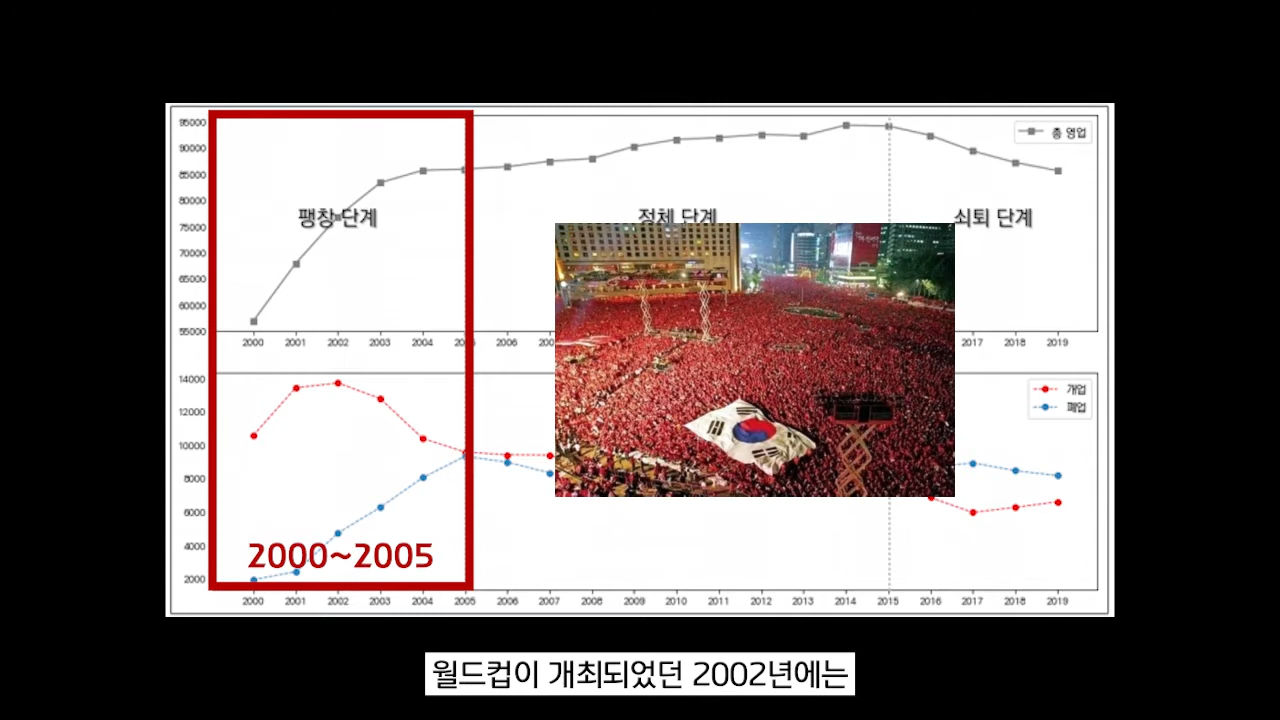 95000
90000
85000
80000
75000
70000
65000
60000
55000
총 영업
팽창 단계
정체 단계
쇠퇴 단계
2000 2001 2002 2003 2004 2005 2006 2017 2018 2019
14000
12000
10000
8000
6000
4000
2000
개업
폐업
2000~2005
2000 2001 2002 2003 2004 2005 2006 2007 2008 2009 2010 2011 2012 2013 2014 2015 2016 2017 2018 2019
월드컵이 개최되었던 2002년에는